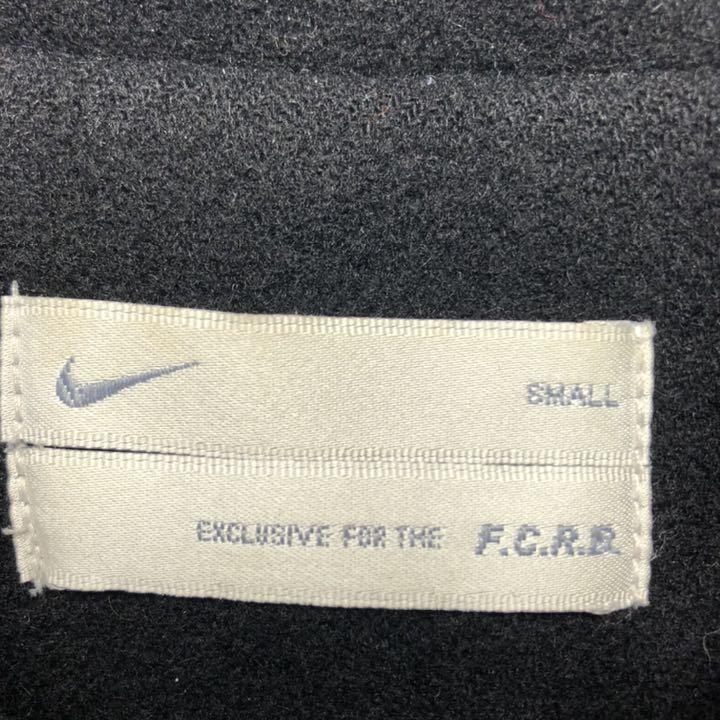 SMALL
EXCLUSIVE FOR THE F.C.R.B.